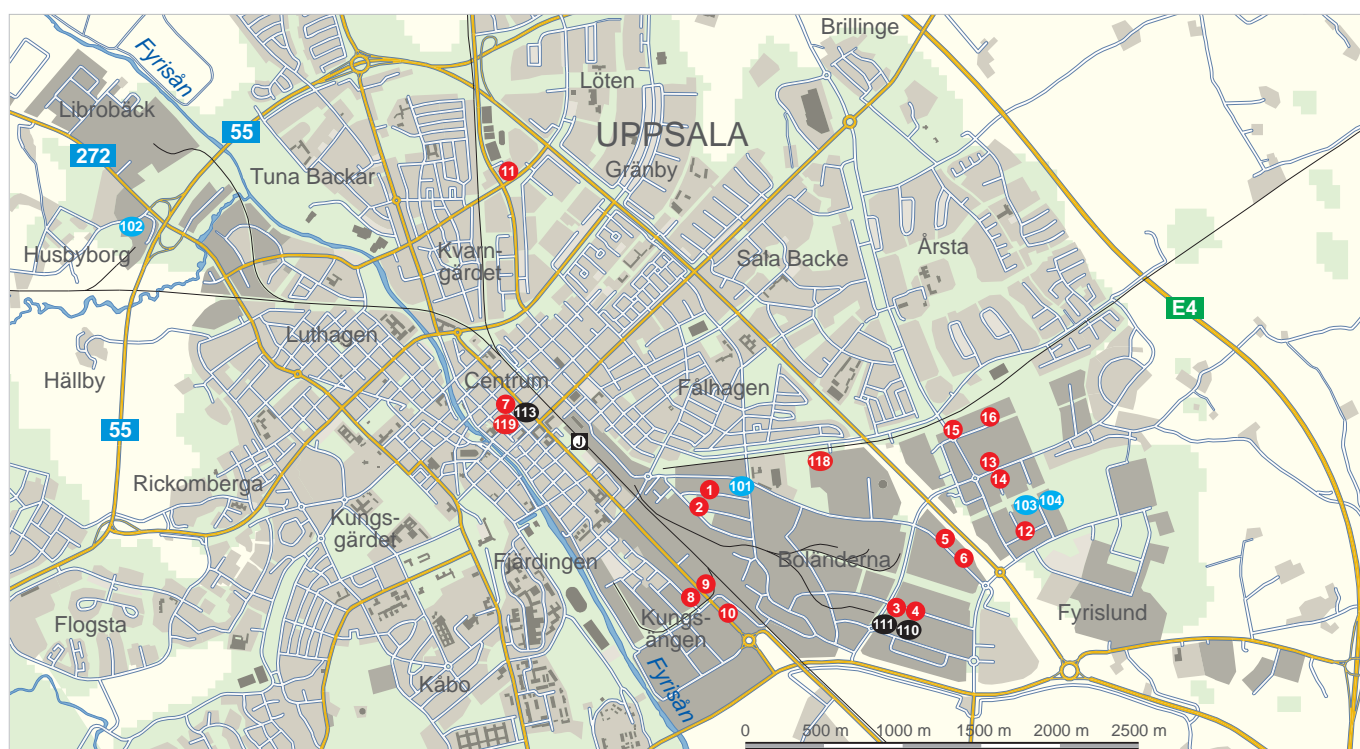 Brillinge
Fyrisån
Löten
Librobäck
55
UPPSALA
272
Tuna Backar
11
Gränby
102
Husbyborg
Kvarn-
gärdet
Sala Backe
Årsta
E4
Luthagen
Hällby
Centrum
Fålhagen
7
113
119
16
15
55
J
118
13
14
Rickomberga
1
101
2
103
104
Kungs-
gärdet
12
5
6
Fjärdingen
Boländerna
9
8
10
3
4
111
110
Flogsta
Kungs-
ängen
Fyrislund
Kåbo
Fyrisån
0 500 m 1000 m 1500 m 2000 m 2500 m